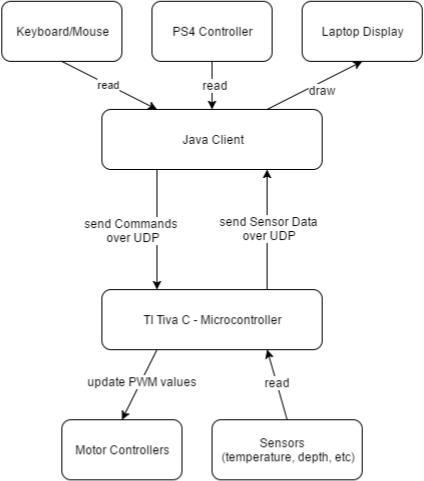 Keyboard/Mouse
PS4 Controller
Laptop Display
read
read
draw
Java Client
send Commands
over UDP
send Sensor Data
over UDP
TI Tiva C - Microcontroller
update PWM values
read
Motor Controllers
Sensors
(temperature, depth, etc)